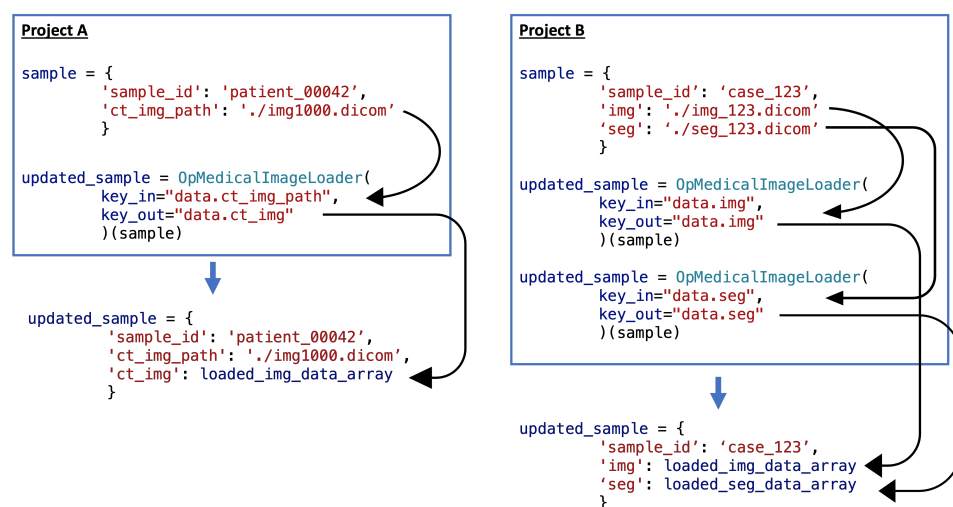 Project A
sample = {
'sample_id': 'patient_00042',
'ct_img_path': './img1000.dicom’
}
updated_sample = OpMedicalImageLoader(
key_in="data.ct_img_path",
key_out="data.ct_img"
)(sample)
updated_sample = {
'sample_id': 'patient_00042',
'ct_img_path': './img1000.dicom',
'ct_img': loaded_img_data_array
}
Project B
sample = {
'sample_id’: ‘case_123’,
'img': './img_123.dicom’
‘seg’: ‘./seg_123.dicom’
}
updated_sample = OpMedicalImageLoader(
key_in="data.img",
key_out="data.img"
)(sample)
updated_sample = OpMedicalImageLoader(
key_in="data.seg",
key_out="data.seg"
)(sample)
updated_sample = {
'sample_id’: ‘case_123’,
'img': loaded_img_data_array
‘seg': loaded_seg_data_array
}